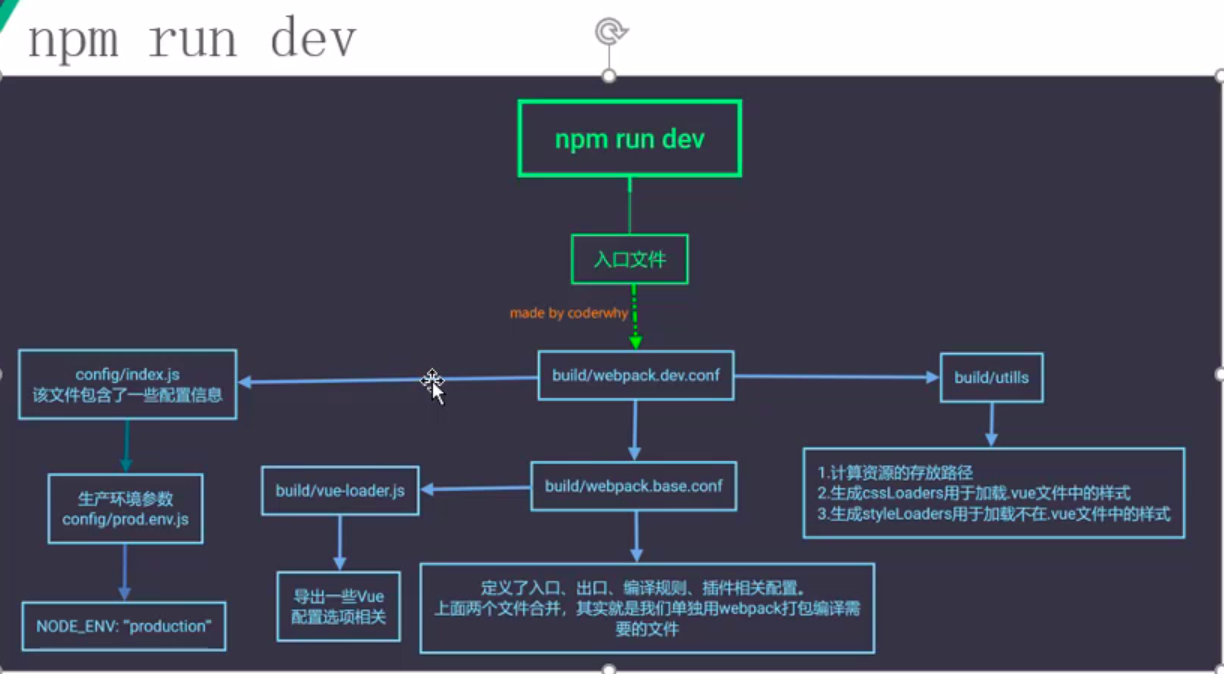 npm run dev
npm run dev
入口文件
made by coderwhy
config/index.js
该文件包含了一些配置信息
build/webpack.dev.conf
build/utills
生产环境参数
config/prod.env.js
build/vue-loader.js
build/webpack.base.conf
1.计算资源的存放路径
2.生成cssLoaders用于加载.vue文件中的样式
3.生成styleLoaders用于加载不在.vue文件中的样式
NODE_ENV: "production"
导出一些Vue
配置选项相关
定义了入口、出口、编译规则、插件相关配置。
上面两个文件合并，其实就是我们单独用webpack打包编译需
要的文件